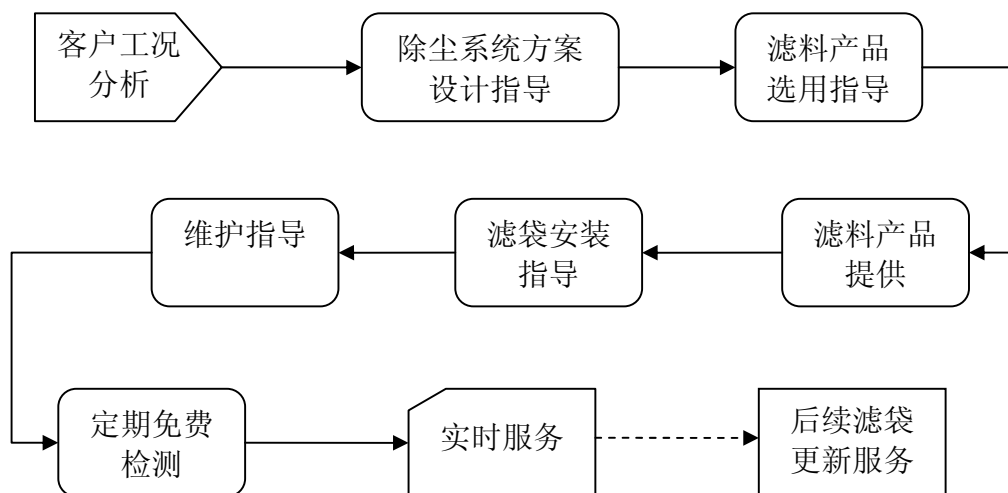 客户工况
分析
除尘系统方案
设计指导
滤料产品
选用指导
维护指导
滤袋安装
指导
滤料产品
提供
定期免费
检测
实时服务
后续滤袋
更新服务